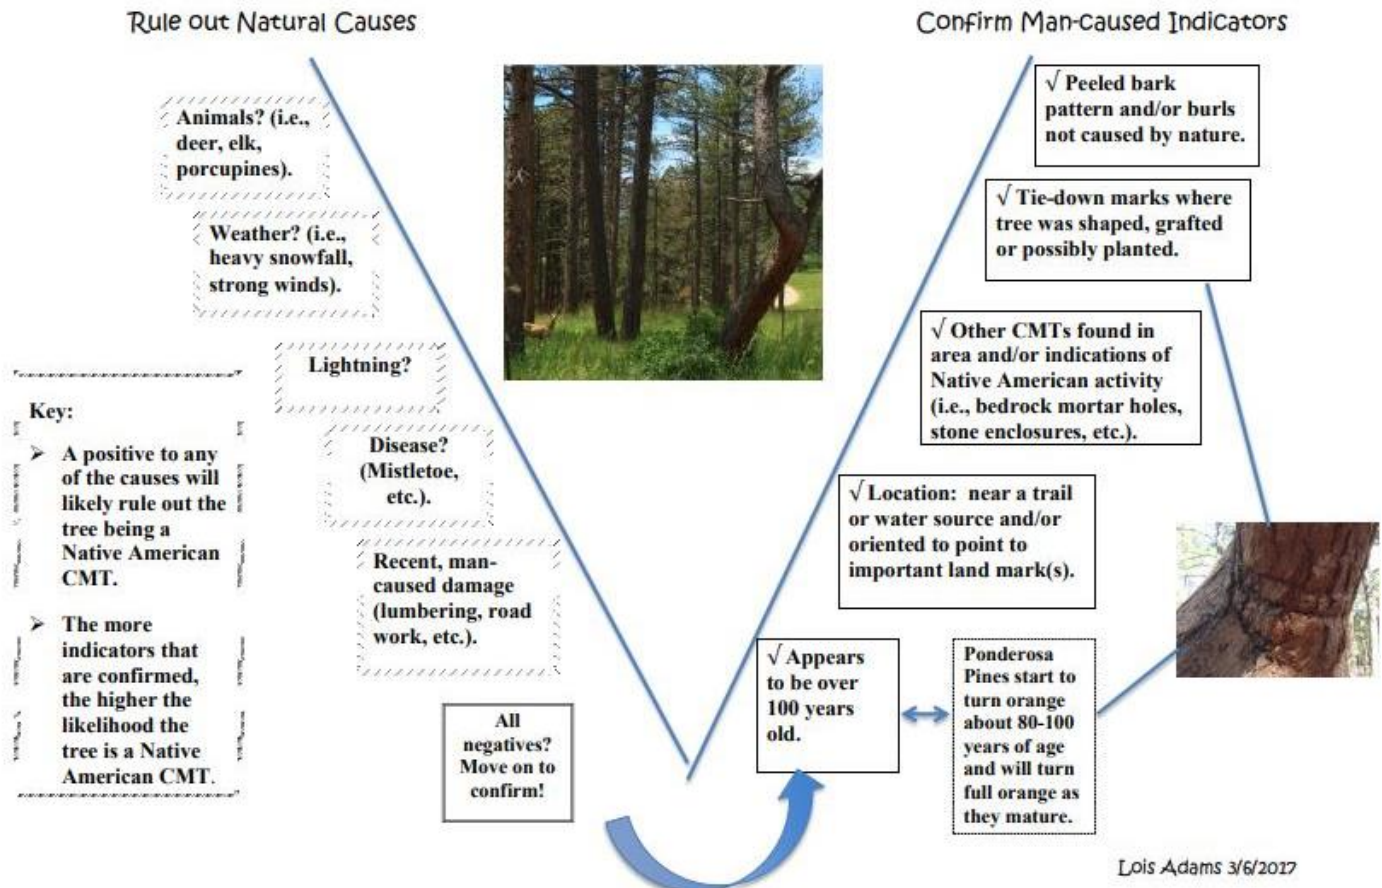 Rule out Natural Causes
Confirm Man-caused Indicators
Animals? (i.e.,
deer, elk,
porcupines).
Weather? (i.e.,
heavy snowfall,
strong winds).
Lightning?
Disease?
(Mistletoe,
etc.).
Recent, man-
caused damage
(lumbering, road
work, etc.).
All
negatives?
Move on to
confirm!
Key:
➤ A positive to any
of the causes will
likely rule out the
tree being a
Native American
CMT.
➤ The more
indicators that
are confirmed,
the higher the
likelihood the
tree is a Native
American CMT.
√ Peeled bark
pattern and/or burls
not caused by nature.
√ Tie-down marks where
tree was shaped, grafted
or possibly planted.
√ Other CMTs found in
area and/or indications of
Native American activity
(i.e., bedrock mortar holes,
stone enclosures, etc.).
√ Location: near a trail
or water source and/or
oriented to point to
important land mark(s).
√ Appears
to be over
100 years
old.
Ponderosa
Pines start to
turn orange
about 80-100
years of age
and will turn
full orange as
they mature.
Lois Adams 3/6/2017